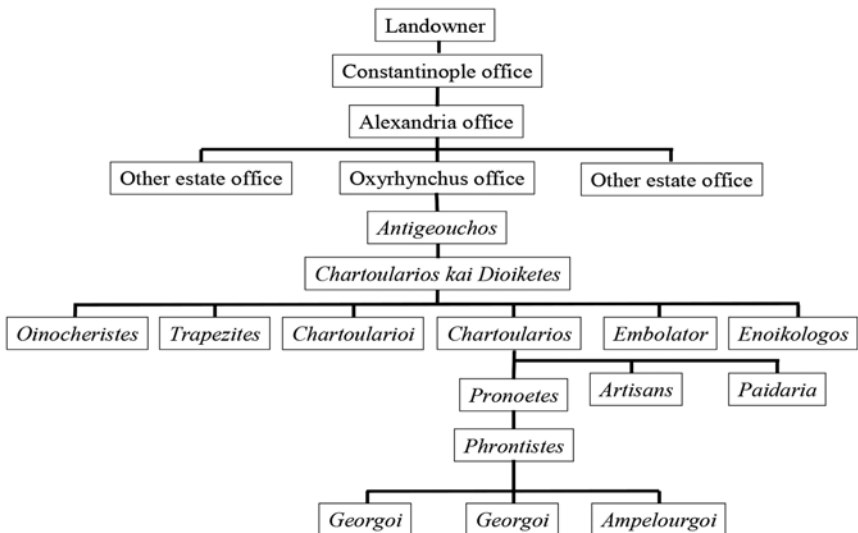 Landowner
Constantinople office
Alexandria office
Other estate office
Oxyrhynchus office
Other estate office
Antigeouchos
Chartoularios kai Dioiketes
Oinocheristes
Trapezites
Chartoularioi
Chartoularios
Embolator
Enoikologos
Pronoetes
Artisans
Paidaria
Phrontistes
Georgoi
Georgoi
Ampelourgoi